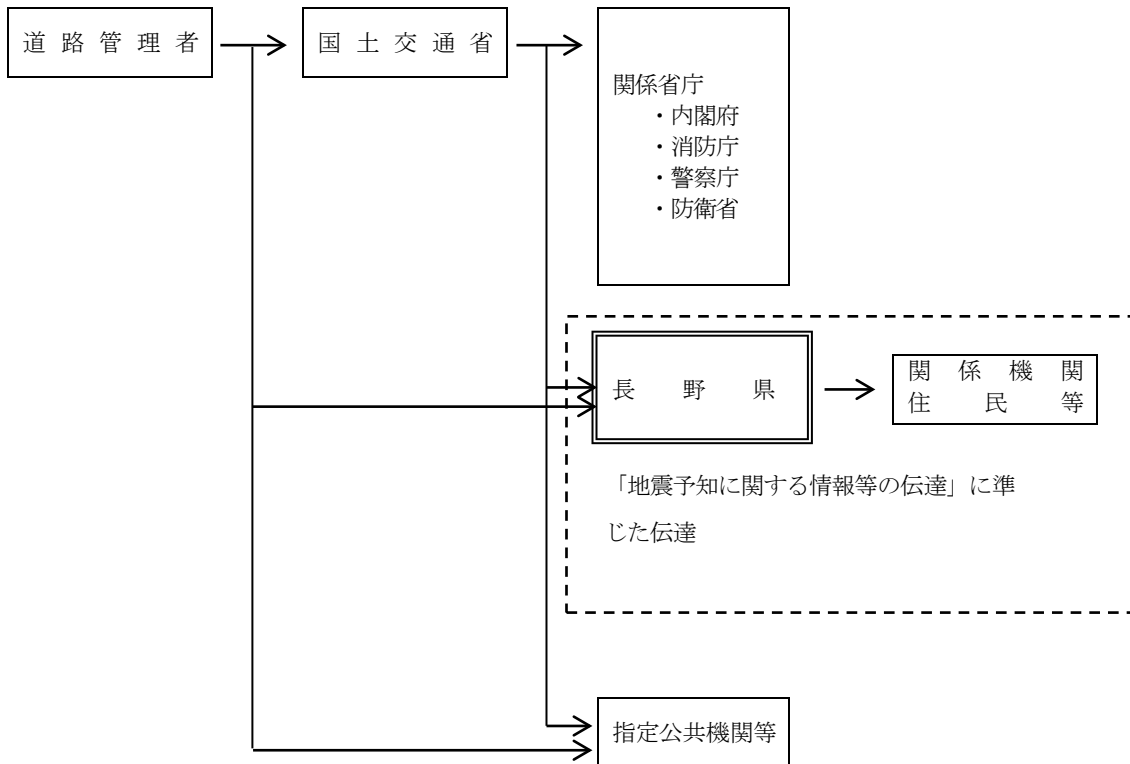 道路管理者
国土交通省
関係省庁
・内閣府
・消防庁
・警察庁
・防衛省
長野県
関係機関
住民等
「地震予知に関する情報等の伝達」に準
じた伝達
指定公共機関等